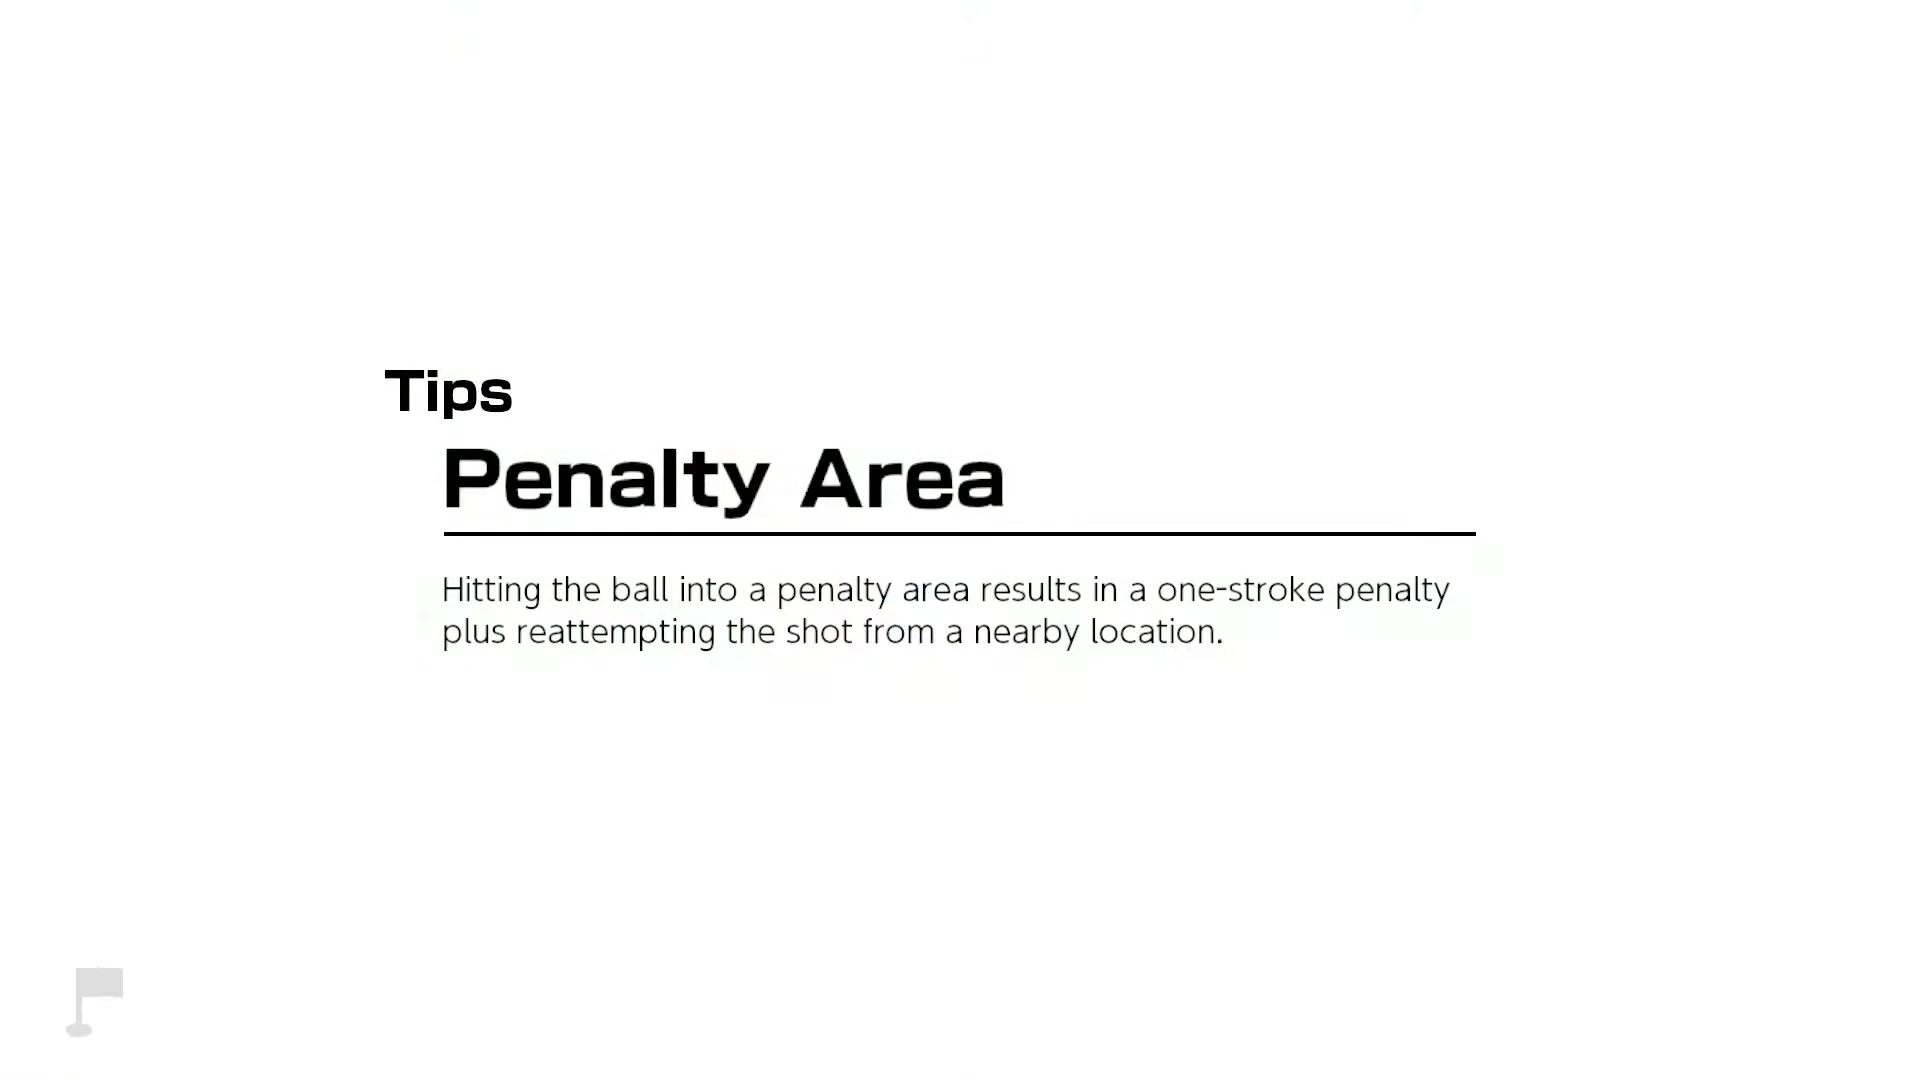 Tips
Penalty Area
Hitting the ball into a penalty area results in a one-stroke penalty
plus reattempting the shot from a nearby location.